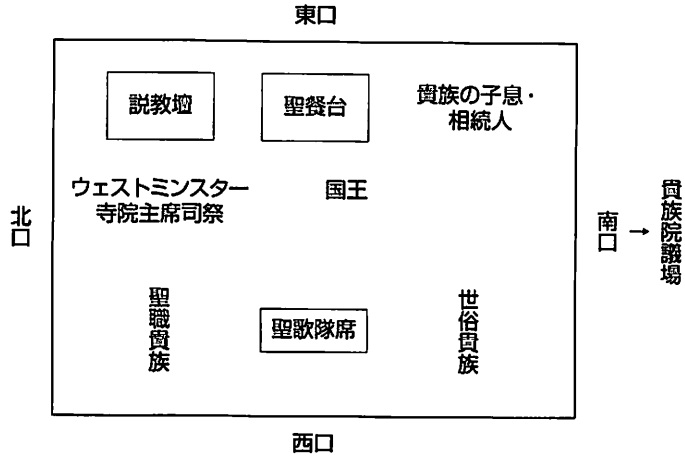 東口
説教壇
聖餐台
貴族の子息・
相続人
ウェストミンスター
寺院主席司祭
国王
北口
南口
→
貴族院議場
聖職貴族
聖歌隊席
世俗貴族
西口